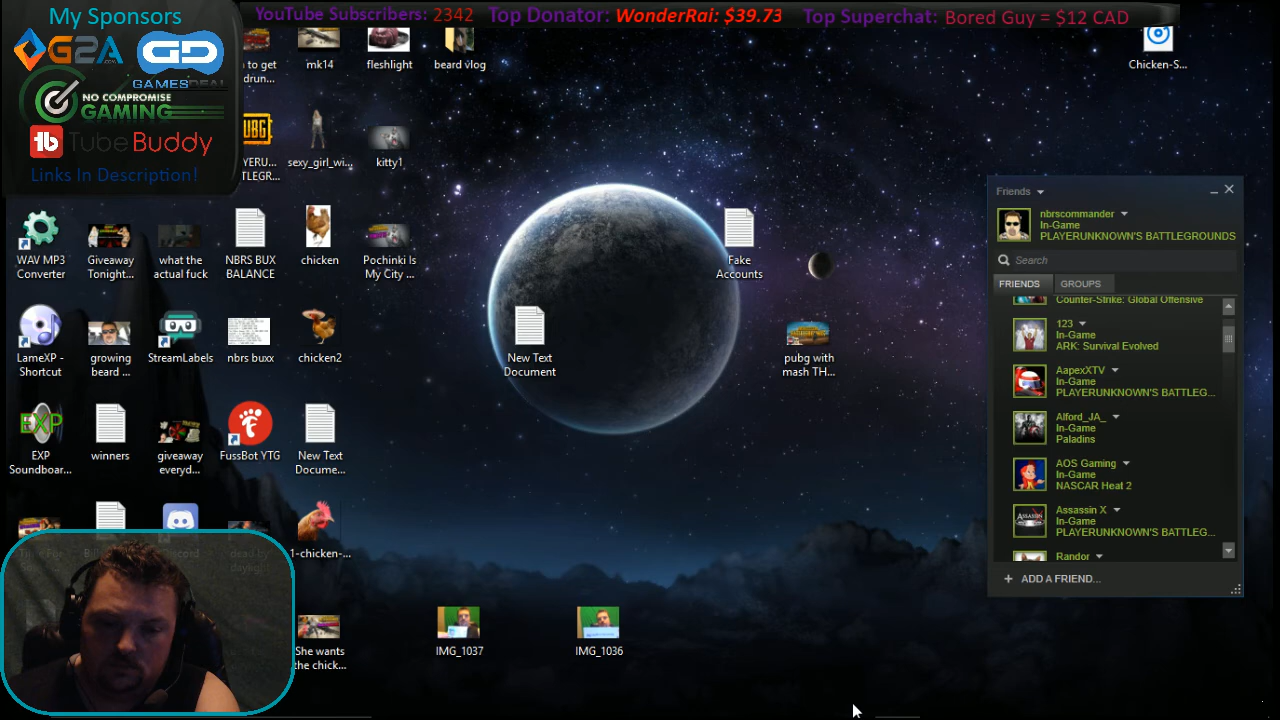 My Sponsors
YouTube Subscribers: 2342
Top Donator: WonderRai: $39.73
Top Superchat: Bored Guy = $12 CAD
G2A.COM
GD
GAMESDEAL
NO COMPROMISE
GAMING
TubeBuddy
Links In Description!
to get
drun...
mk14
fleshlight
beard vlog
Chicken-S...
sexy_girl_wi...
kitty1
WAV MP3
Converter
Giveaway
Tonight...
what the
actual fuck
NBRS BUX
BALANCE
chicken
Pochinki Is
My City ...
Fake
Accounts
LameXP -
Shortcut
growing
beard ...
StreamLabels
nbrs buxx
chicken2
New Text
Document
pubg with
mash TH...
EXP
EXP
Soundboar...
winners
giveaway
everyd...
FussBot YTG
New Text
Docume...
1-chicken-...
She wants
the chick...
IMG_1037
IMG_1036
Friends
nbrscommander
In-Game
PLAYERUNKNOWN'S BATTLEGROUNDS
Search
FRIENDS
GROUPS
Counter-Strike: Global Offensive
123
In-Game
ARK: Survival Evolved
AapexXTV
In-Game
PLAYERUNKNOWN'S BATTLEG...
Alford_JA_
In-Game
Paladins
AOS Gaming
In-Game
NASCAR Heat 2
Assassin X
In-Game
PLAYERUNKNOWN'S BATTLEG...
Randor
+ ADD A FRIEND...